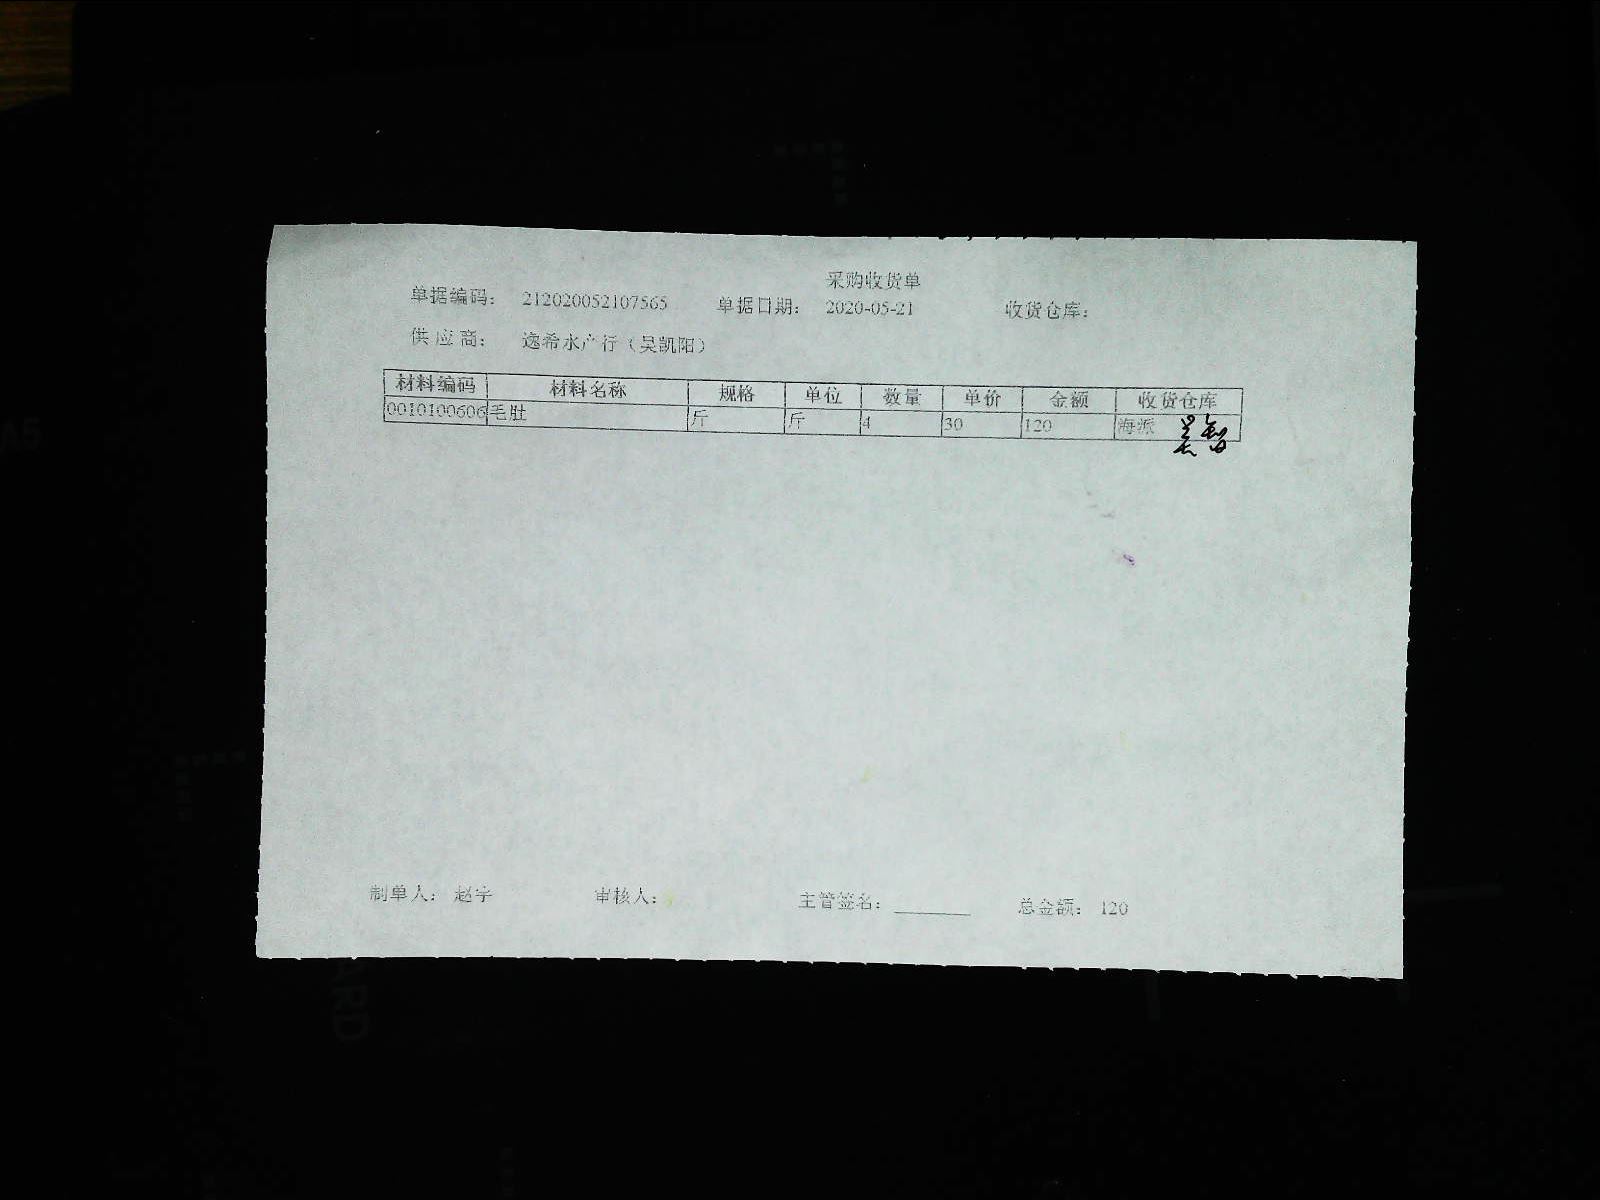 采购收货单
单据编码： 212020052107565 单据日期： 2020-05-21 收货仓库：
供应商： 逸希水产行（吴凯阳）
材料编码 材料名称 规格 单位 数量 单价 金额 收货仓库
0010100606 毛肚 斤 斤 4 30 120 海派
制单人： 赵宇 审核人： 主管签名： ________ 总金额： 120
A5